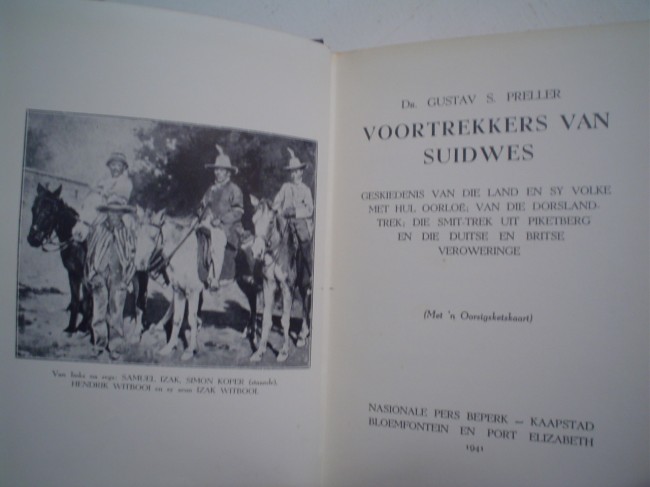 Van links na regs: SAMUEL IZAK, SIMON KOPER (staande),
HENDRIK WITBOOI en sy seun IZAK WITBOOI.
DR. GUSTAV S. PRELLER
VOORTREKKERS VAN
SUIDWES
GESKIEDENIS VAN DIE LAND EN SY VOLKE
MET HUL OORLOË; VAN DIE DORSLAND-
TREK; DIE SMIT-TREK UIT PIKETBERG
EN DIE DUITSE EN BRITSE
VEROWERINGE
(Met 'n Oorsigsketskaart)
NASIONALE PERS BEPERK — KAAPSTAD
BLOEMFONTEIN EN PORT ELIZABETH
1941